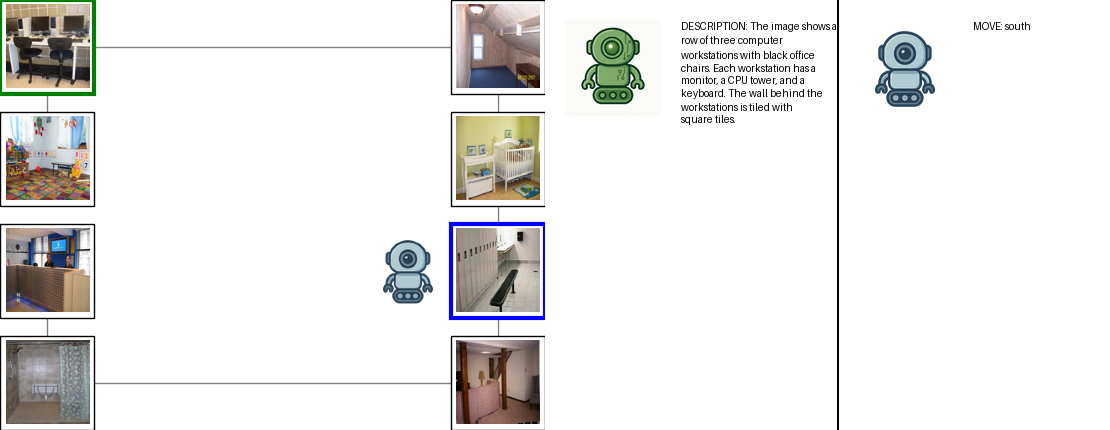 DESCRIPTION: The image shows a
row of three computer
workstations with black office
chairs. Each workstation has a
monitor, a CPU tower, and a
keyboard. The wall behind the
workstations is tiled with
square tiles.
MOVE: south